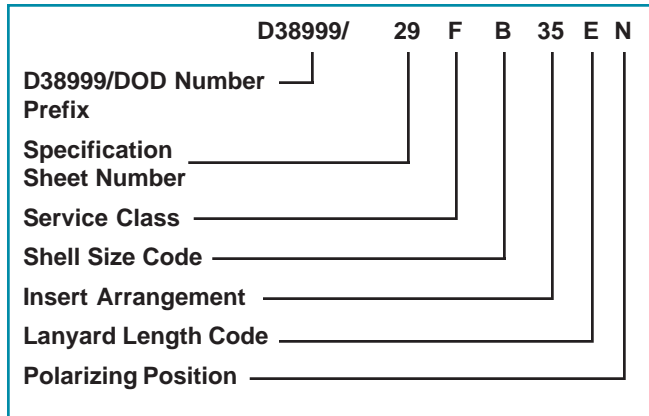 D38999/ 29 F B 35 E N
D38999/DOD Number
Prefix
Specification
Sheet Number
Service Class
Shell Size Code
Insert Arrangement
Lanyard Length Code
Polarizing Position